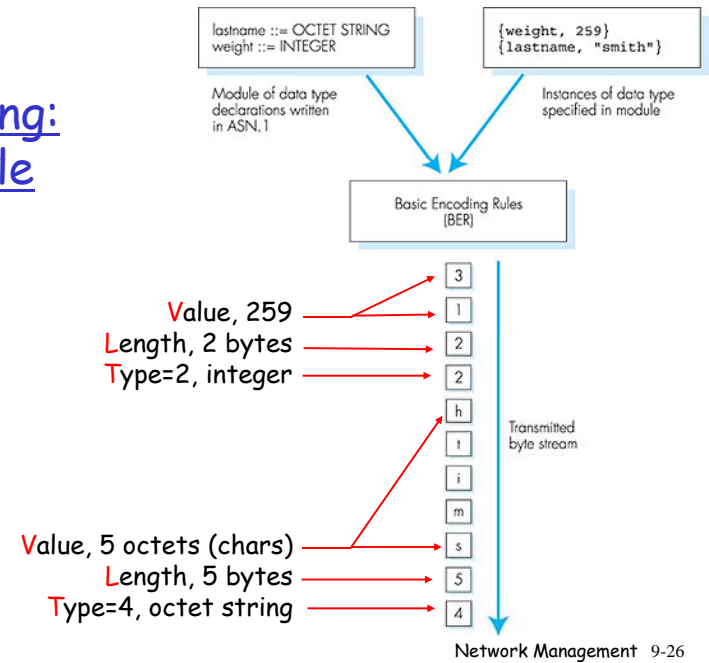 ng:
le
lastname ::= OCTET STRING
weight ::= INTEGER
{weight, 259}
{lastname, "smith"}
Module of data type
declarations written
in ASN.1
Instances of data type
specified in module
Basic Encoding Rules
(BER)
3
1
2
2
h
t
i
m
s
5
4
Value, 259
Length, 2 bytes
Type=2, integer
Value, 5 octets (chars)
Length, 5 bytes
Type=4, octet string
Transmitted
byte stream
Network Management 9-26